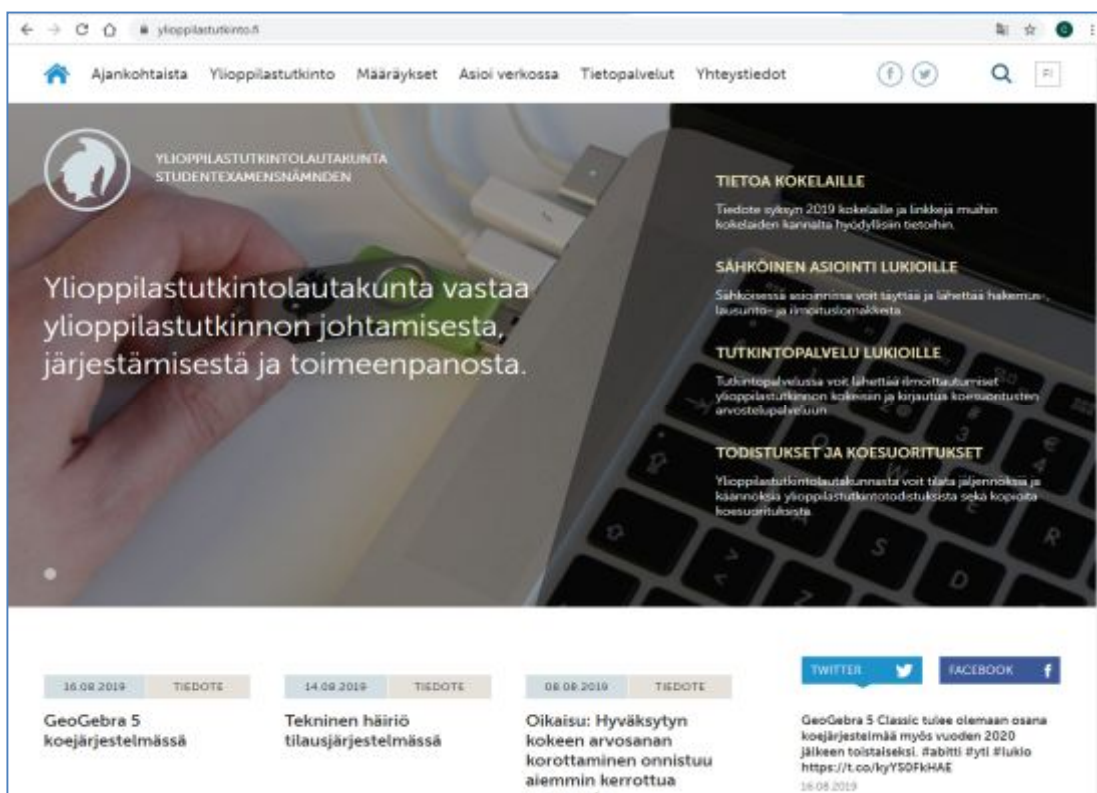 ylioppilastutkinto.fi
Ajankohtaista Ylioppilastutkinto Määräykset Asioi verkossa Tietopalvelut Yhteystiedot
FI
YLIOPPILASTUTKINTOLAUTAKUNTA
STUDENTEXAMENSNÄMNDEN
Ylioppilastutkintolautakunta vastaa
ylioppilastutkinnon johtamisesta,
järjestämisestä ja toimeenpanosta.
TIETOA KOKELAILLE
Tiedote syksyn 2019 kokelaille ja linkkejä muihin
kokelaiden kannalta hyödyllisiin tietoihin.
SÄHKÖINEN ASIOINTI LUKIOILLE
Sähköisessä asioinnissa voit täyttää ja lähettää hakemus-,
lausunto- ja ilmoituslomakkeita.
TUTKINTOPALVELU LUKIOILLE
Tutkintopalvelussa voit lähettää ilmoittautumiset
ylioppilastutkinnon kokeisiin ja kirjautua koesuoritusten
arvostelupalveluun.
TODISTUKSET JA KOESUORITUKSET
Ylioppilastutkintolautakunnasta voit tilata jäljennöksiä ja
käännöksiä ylioppilastutkintotodistuksista sekä kopioita
koesuorituksista.
16.08.2019 TIEDOTE
GeoGebra 5
koejärjestelmässä
14.08.2019 TIEDOTE
Tekninen häiriö
tilausjärjestelmässä
08.08.2019 TIEDOTE
Oikaisu: Hyväksytyn
kokeen arvosanan
korottaminen onnistuu
aiemmin kerrottua
TWITTER FACEBOOK
GeoGebra 5 Classic tulee olemaan osana
koejärjestelmää myös vuoden 2020
jälkeen toistaiseksi. #abitti #ytl #lukio
https://t.co/kyY50FkHAE
16.08.2019